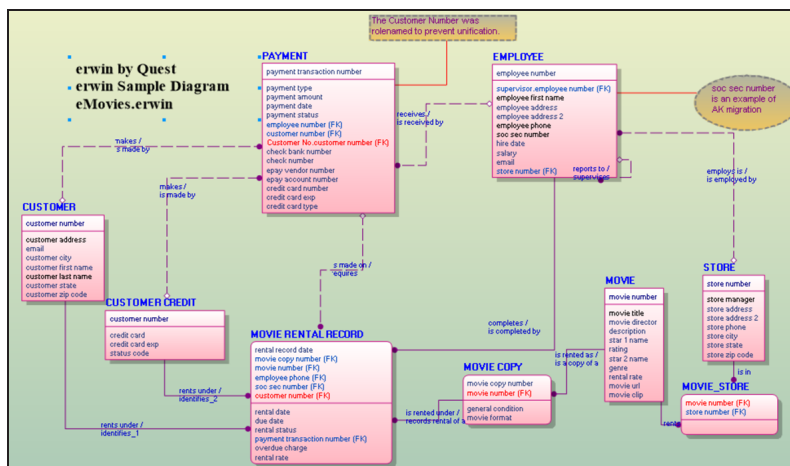 The Customer Number was
rolenamed to prevent unification.
erwin by Quest
erwin Sample Diagram
eMovies.erwin
PAYMENT
payment transaction number
payment type
payment amount
payment date
payment status
employee number (FK)
customer number (FK)
Customer No.customer number (FK)
check bank number
check number
epay vendor number
epay account number
credit card number
credit card exp
credit card type
EMPLOYEE
employee number
supervisor.employee number (FK)
employee first name
employee address
employee address 2
employee phone
soc sec number
hire date
salary
email
store number (FK)
soc sec number
is an example of
AK migration
receives /
is received by
makes /
s made by
makes /
is made by
reports to /
supervises
employs is /
is employed by
CUSTOMER
customer number
customer address
email
customer city
customer first name
customer last name
customer state
customer zip code
CUSTOMER CREDIT
customer number
credit card
credit card exp
status code
s made on /
requires
MOVIE RENTAL RECORD
rental record date
movie copy number (FK)
movie number (FK)
employee phone (FK)
soc sec number (FK)
customer number (FK)
rental date
due date
rental status
payment transaction number (FK)
overdue charge
rental rate
rents under /
identifies_2
rents under /
identifies_1
completes /
is completed by
is rented under /
records rental of a
MOVIE COPY
movie copy number
movie number (FK)
general condition
movie format
is rented as /
is a copy of a
MOVIE
movie number
movie title
movie director
description
star 1 name
rating
star 2 name
genre
rental rate
movie url
movie clip
STORE
store number
store manager
store address
store address 2
store phone
store city
store state
store zip code
is in
rents
MOVIE_STORE
movie number (FK)
store number (FK)